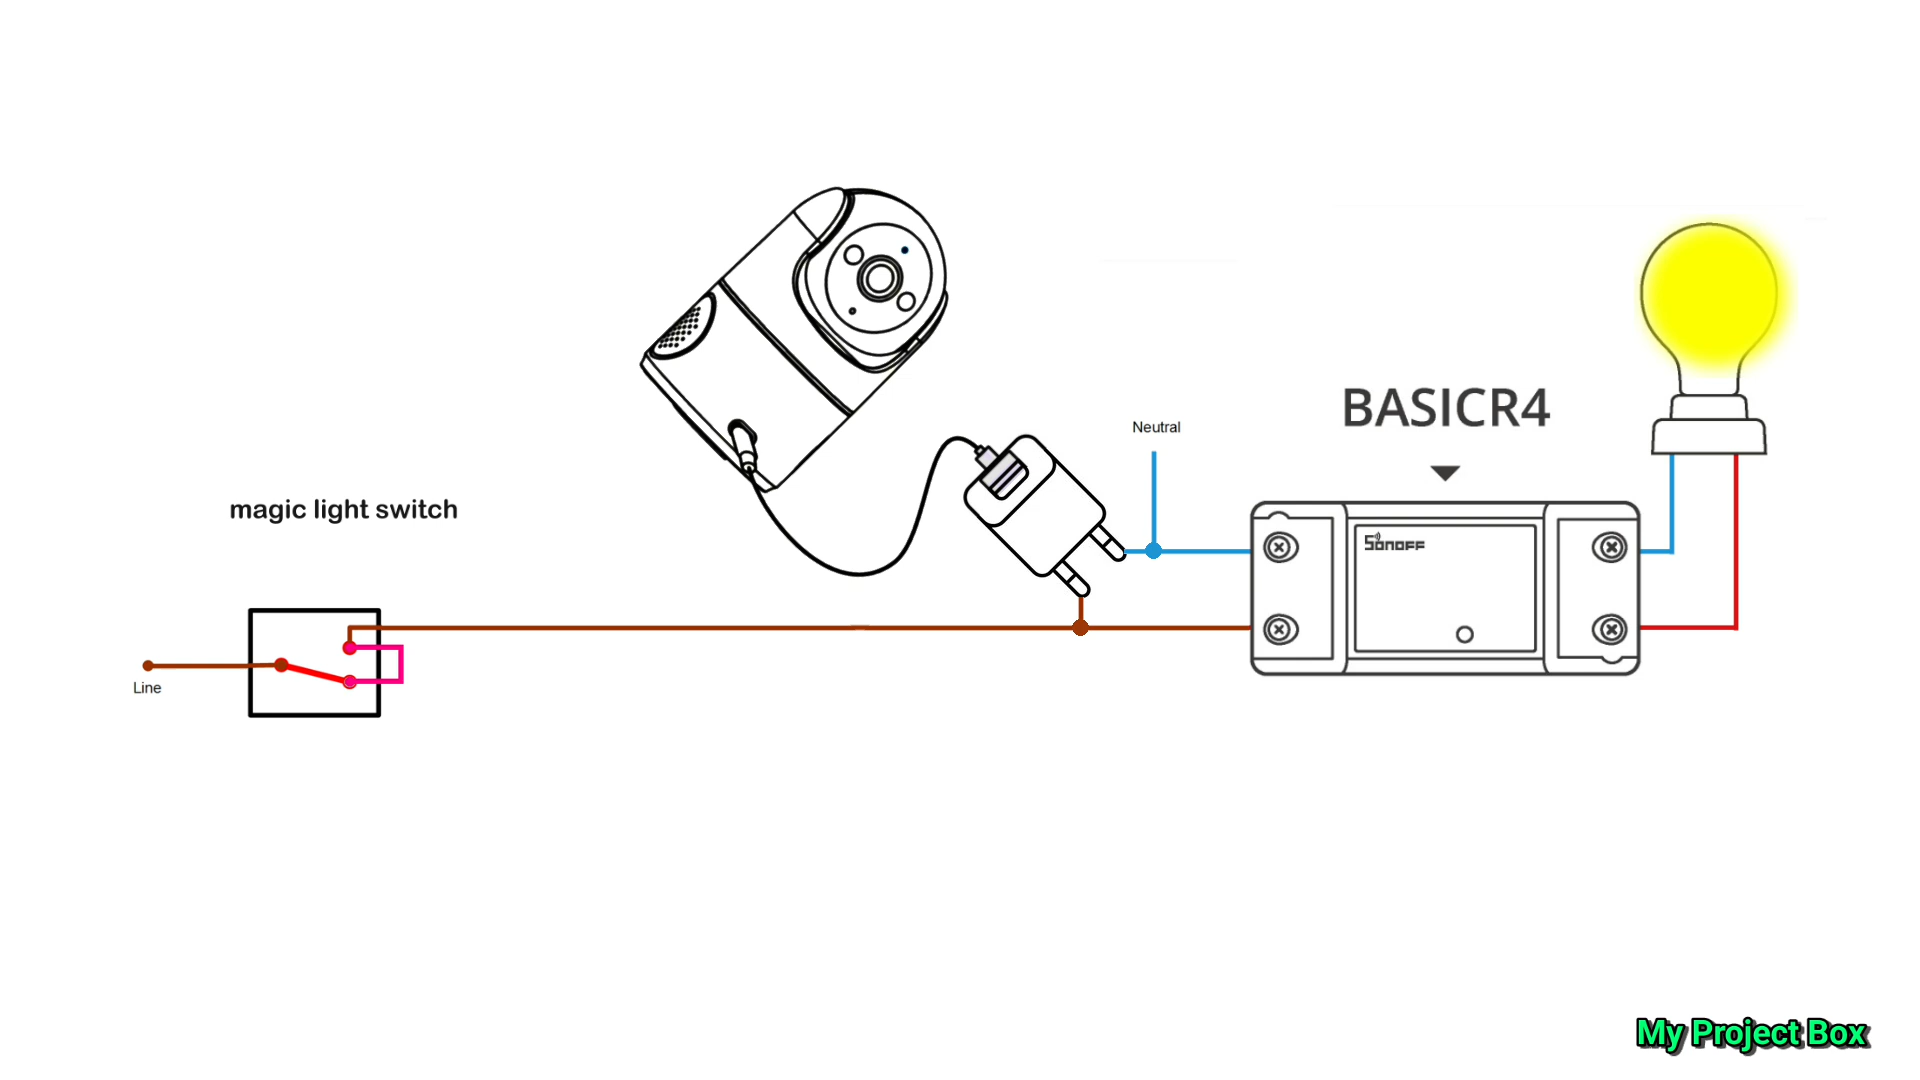 Neutral
BASICR4
magic light switch
SONOFF
Line
My Project Box